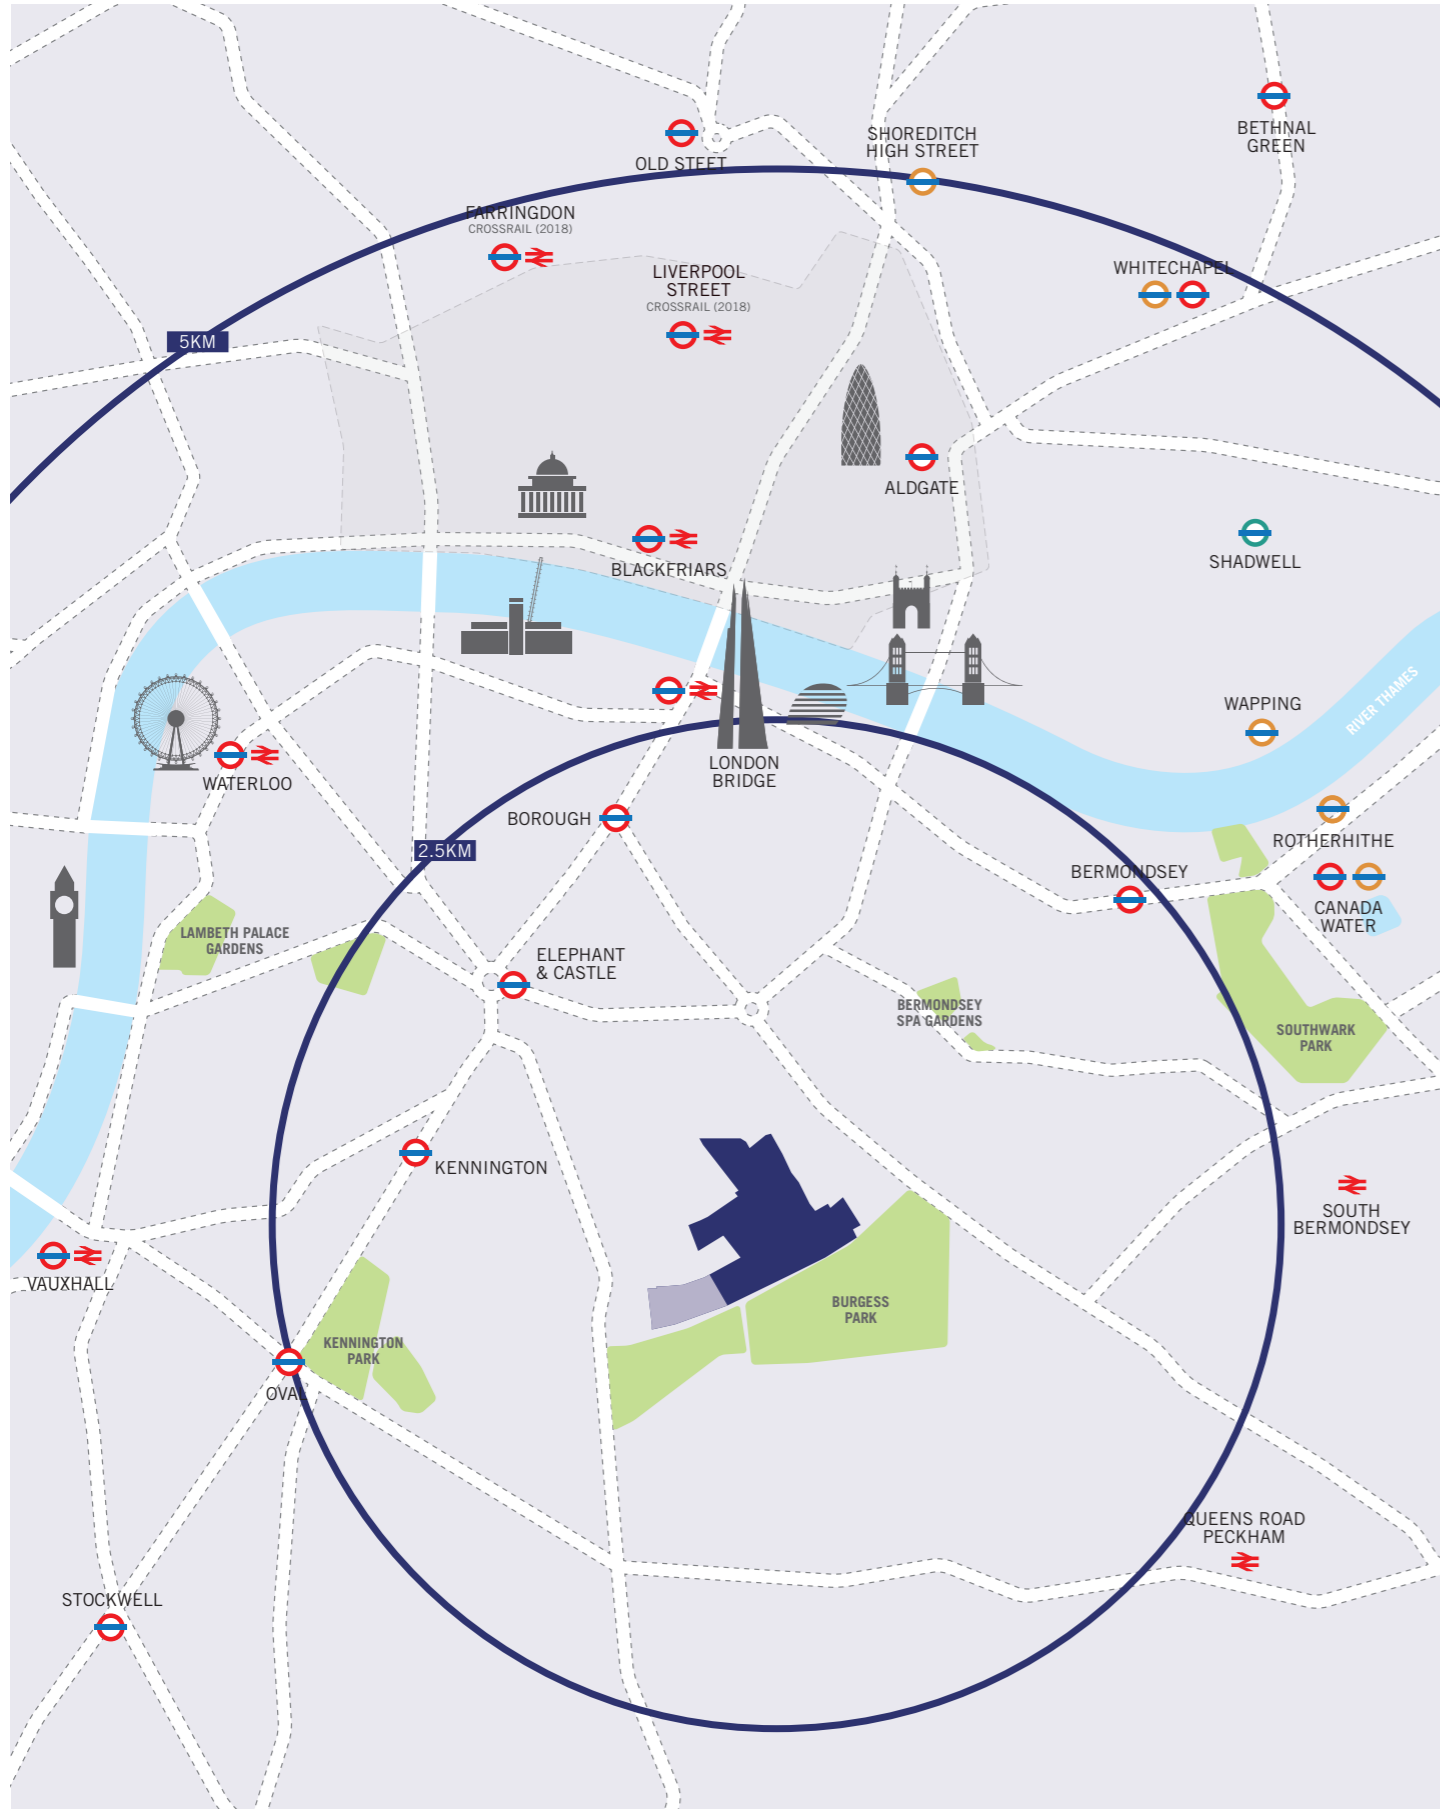 BETHNAL
GREEN
SHOREDITCH
HIGH STREET
OLD STEET
FARRINGDON
CROSSRAIL (2018)
LIVERPOOL
STREET
CROSSRAIL (2018)
WHITECHAPEL
5KM
ALDGATE
SHADWELL
BLACKFRIARS
RIVER THAMES
WAPPING
WATERLOO
LONDON
BRIDGE
BOROUGH
ROTHERHITHE
2.5KM
BERMONDSEY
CANADA
WATER
LAMBETH PALACE
GARDENS
ELEPHANT
& CASTLE
BERMONDSEY
SPA GARDENS
SOUTHWARK
PARK
KENNINGTON
SOUTH
BERMONDSEY
VAUXHALL
BURGESS
PARK
KENNINGTON
PARK
OVAL
QUEENS ROAD
PECKHAM
STOCKWELL